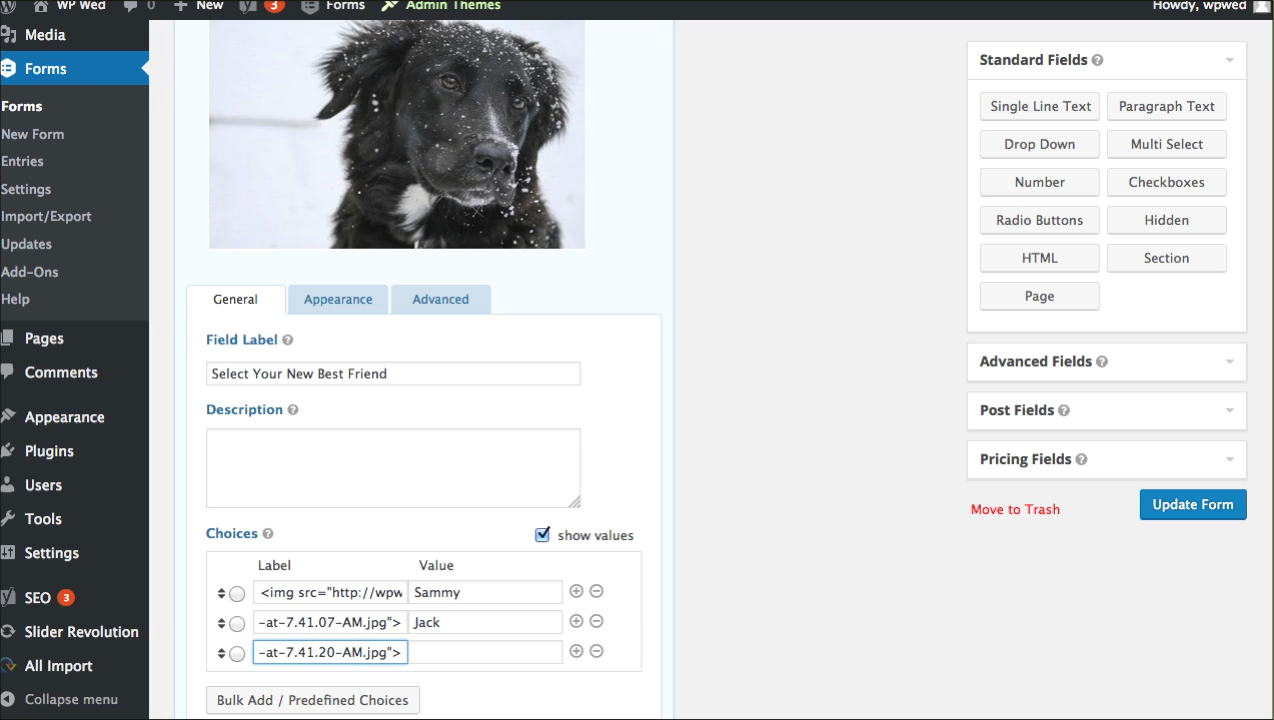 WP Wed 0 New 3 Forms Admin Themes Howdy, wpwed
Media
Forms
Forms
New Form
Entries
Settings
Import/Export
Updates
Add-Ons
Help
Pages
Comments
Appearance
Plugins
Users
Tools
Settings
SEO 3
Slider Revolution
All Import
Collapse menu
General Appearance Advanced
Field Label ?
Select Your New Best Friend
Description ?
Choices ? show values
Label Value
<img src="http://wpw Sammy
-at-7.41.07-AM.jpg"> Jack
-at-7.41.20-AM.jpg">
Bulk Add / Predefined Choices
Standard Fields ?
Single Line Text Paragraph Text
Drop Down Multi Select
Number Checkboxes
Radio Buttons Hidden
HTML Section
Page
Advanced Fields ?
Post Fields ?
Pricing Fields ?
Move to Trash Update Form